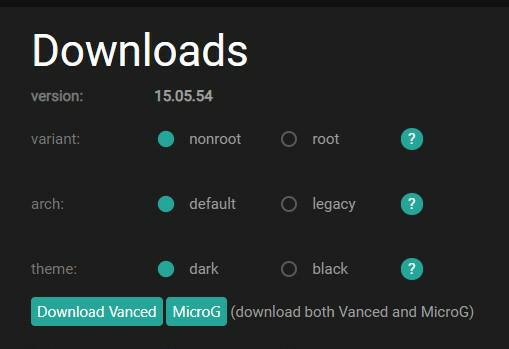 Downloads
version: 15.05.54
variant: nonroot root ?
arch: default legacy ?
theme: dark black ?
Download Vanced MicroG (download both Vanced and MicroG)